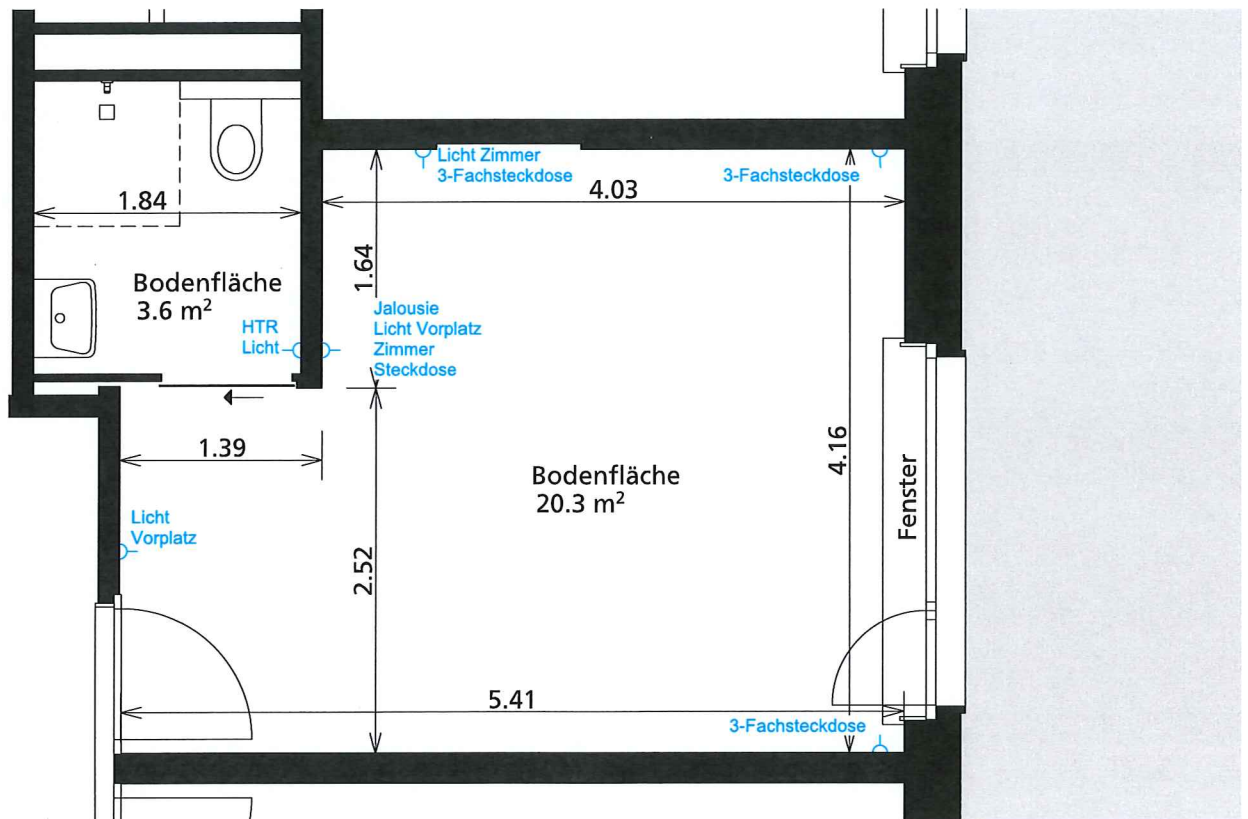 Licht Zimmer
3-Fachsteckdose
3-Fachsteckdose
1.84
4.03
1.64
Bodenfläche
3.6 m²
HTR
Licht
Jalousie
Licht Vorplatz
Zimmer
Steckdose
1.39
4.16
Bodenfläche
20.3 m²
Fenster
Licht
Vorplatz
2.52
5.41
3-Fachsteckdose